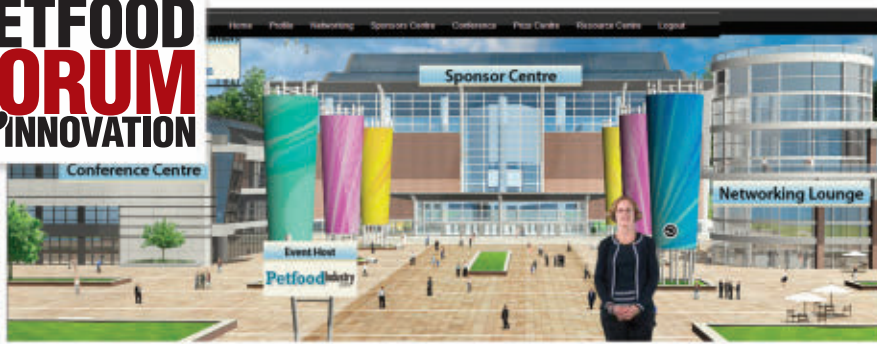 ETFOOD
ORUM
INNOVATION
Home Profile Networking Sponsors Centre Conference Prize Centre Resource Centre Logout
Sponsor Centre
Conference Centre
Networking Lounge
Event Host
Petfood Industry